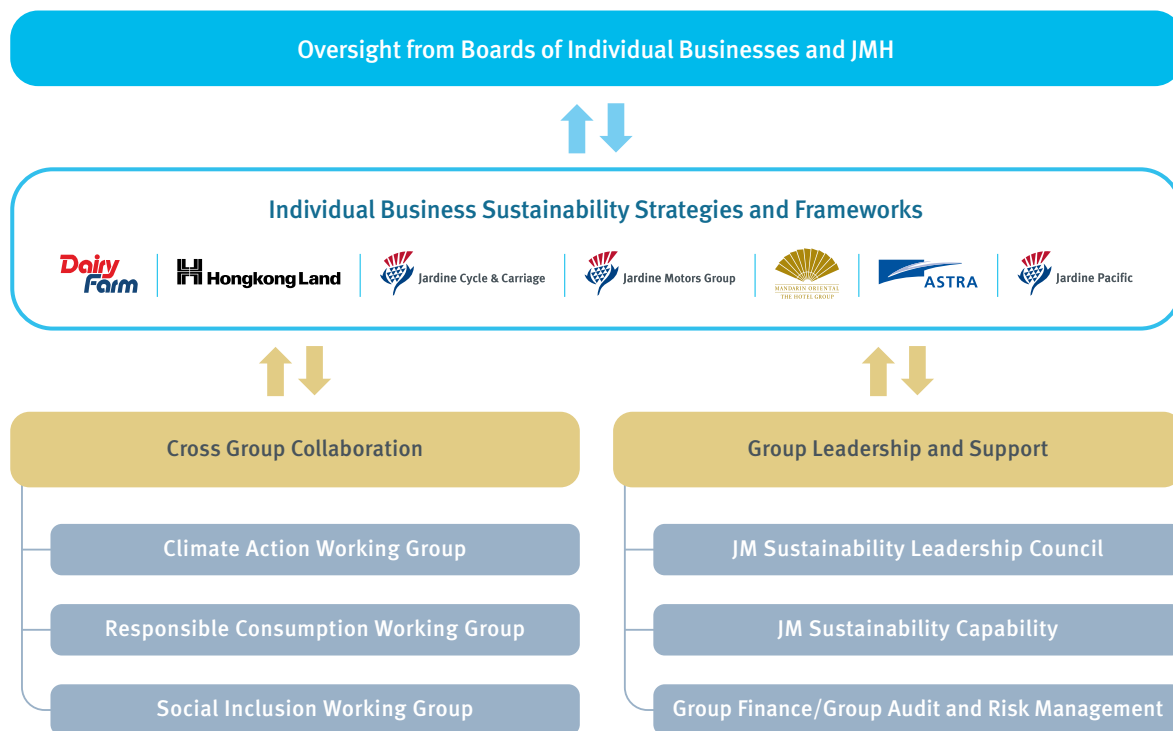 Oversight from Boards of Individual Businesses and JMH
Individual Business Sustainability Strategies and Frameworks
Dairy
Farm
Hongkong Land
Jardine Cycle & Carriage
Jardine Motors Group
MANDARIN ORIENTAL
THE HOTEL GROUP
ASTRA
Jardine Pacific
Cross Group Collaboration
Climate Action Working Group
Responsible Consumption Working Group
Social Inclusion Working Group
Group Leadership and Support
JM Sustainability Leadership Council
JM Sustainability Capability
Group Finance/Group Audit and Risk Management